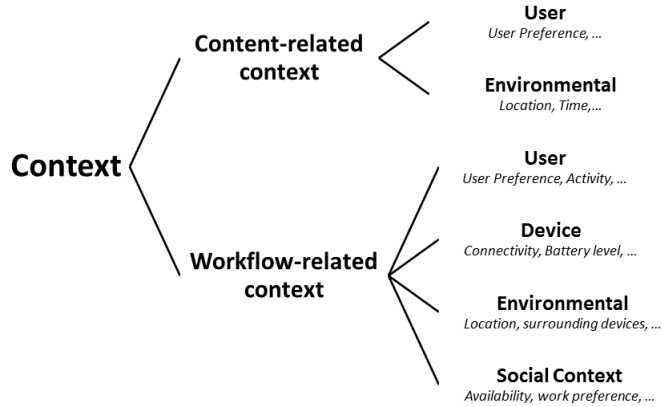 Context
Content-related
context
User
User Preference, ...
Environmental
Location, Time,...
Workflow-related
context
User
User Preference, Activity, ...
Device
Connectivity, Battery level, ...
Environmental
Location, surrounding devices, ...
Social Context
Availability, work preference, ...